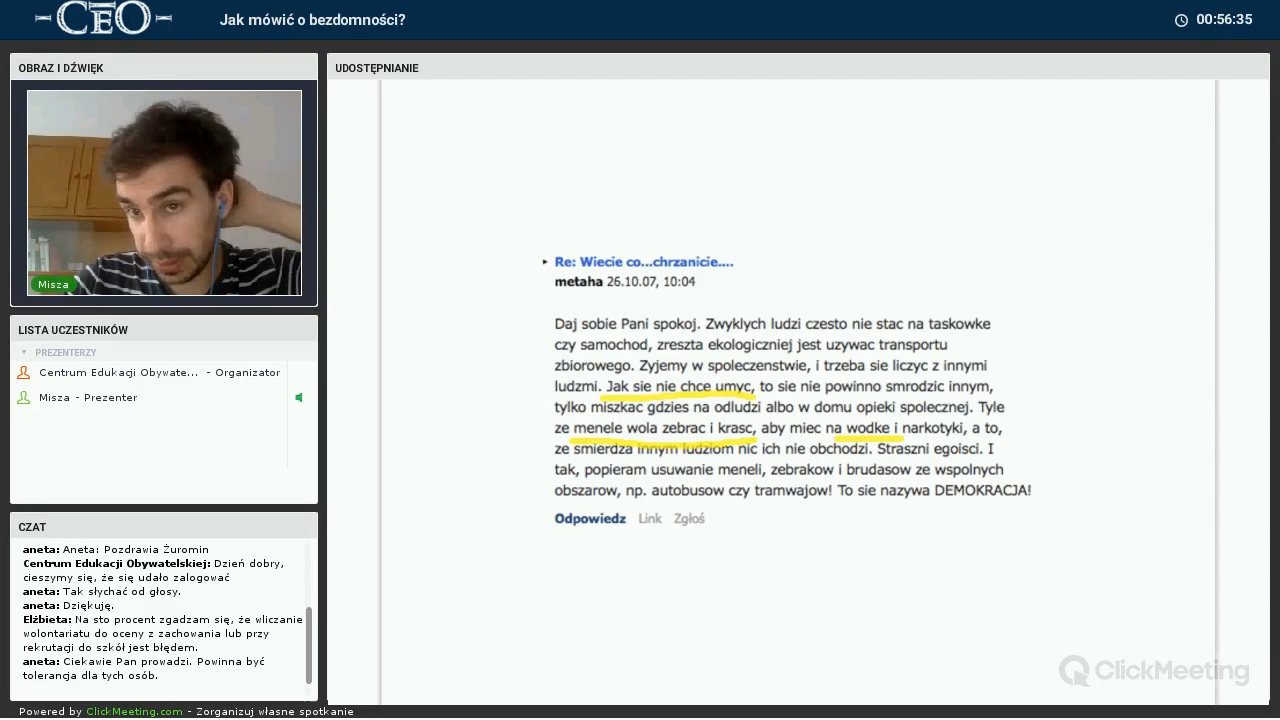 CEO
Jak mówić o bezdomności?
00:56:35
OBRAZ I DŹWIĘK
Misza
LISTA UCZESTNIKÓW
PREZENTERZY
Centrum Edukacji Obywate... - Organizator
Misza - Prezenter
CZAT
aneta: Aneta: Pozdrawia Żuromin
Centrum Edukacji Obywatelskiej: Dzień dobry,
cieszymy się, że się udało zalogować
aneta: Tak słychać od głosy.
aneta: Dziękuję.
Elżbieta: Na sto procent zgadzam się, że wliczanie
wolontariatu do oceny z zachowania lub przy
rekrutacji do szkół jest błędem.
aneta: Ciekawie Pan prowadzi. Powinna być
tolerancja dla tych osób.
UDOSTĘPNIANIE
Re: Wiecie co...chrzanicie....
metaha 26.10.07, 10:04
Daj sobie Pani spokoj. Zwyklych ludzi czesto nie stac na taskowke
czy samochod, zreszta ekologiczniej jest uzywac transportu
zbiorowego. Zyjemy w spoleczenstwie, i trzeba sie liczyc z innymi
ludzmi. Jak sie nie chce umyc, to sie nie powinno smrodzic innym,
tylko miszkac gdzies na odludzi albo w domu opieki spolecznej. Tyle
ze menele wola zebrac i krasc, aby miec na wodke i narkotyki, a to,
ze smierdza innym ludziom nic ich nie obchodzi. Straszni egoisci. I
tak, popieram usuwanie meneli, zebrakow i brudasow ze wspolnych
obszarow, np. autobusow czy tramwajow! To sie nazywa DEMOKRACJA!
Odpowiedz Link Zgłoś
ClickMeeting
Powered by ClickMeeting.com - Zorganizuj własne spotkanie